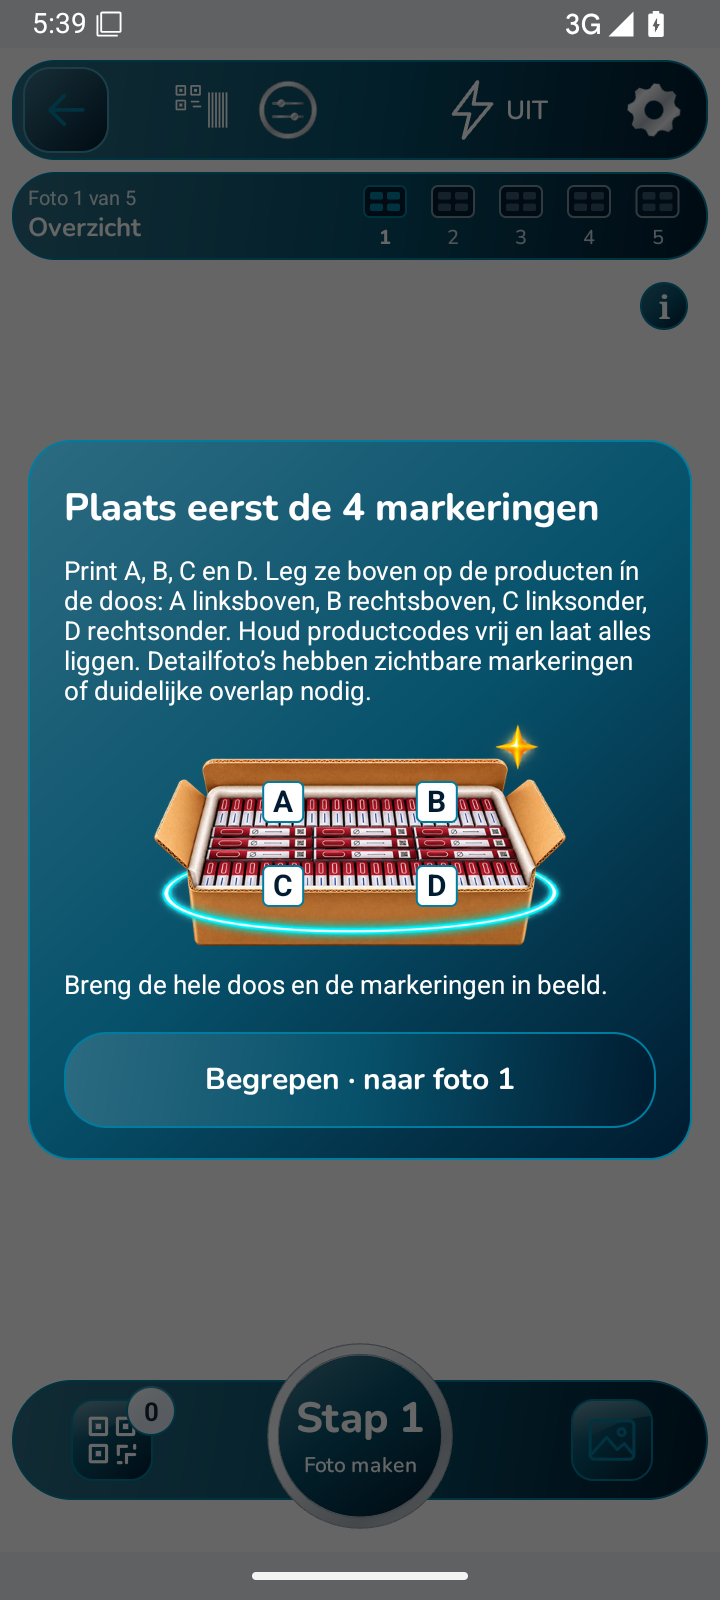 5:39
3G
UIT
Foto 1 van 5
Overzicht
1 2 3 4 5
i
Plaats eerst de 4 markeringen
Print A, B, C en D. Leg ze boven op de producten ín
de doos: A linksboven, B rechtsboven, C linksonder,
D rechtsonder. Houd productcodes vrij en laat alles
liggen. Detailfoto’s hebben zichtbare markeringen
of duidelijke overlap nodig.
A B
C D
Breng de hele doos en de markeringen in beeld.
Begrepen · naar foto 1
0
Stap 1
Foto maken